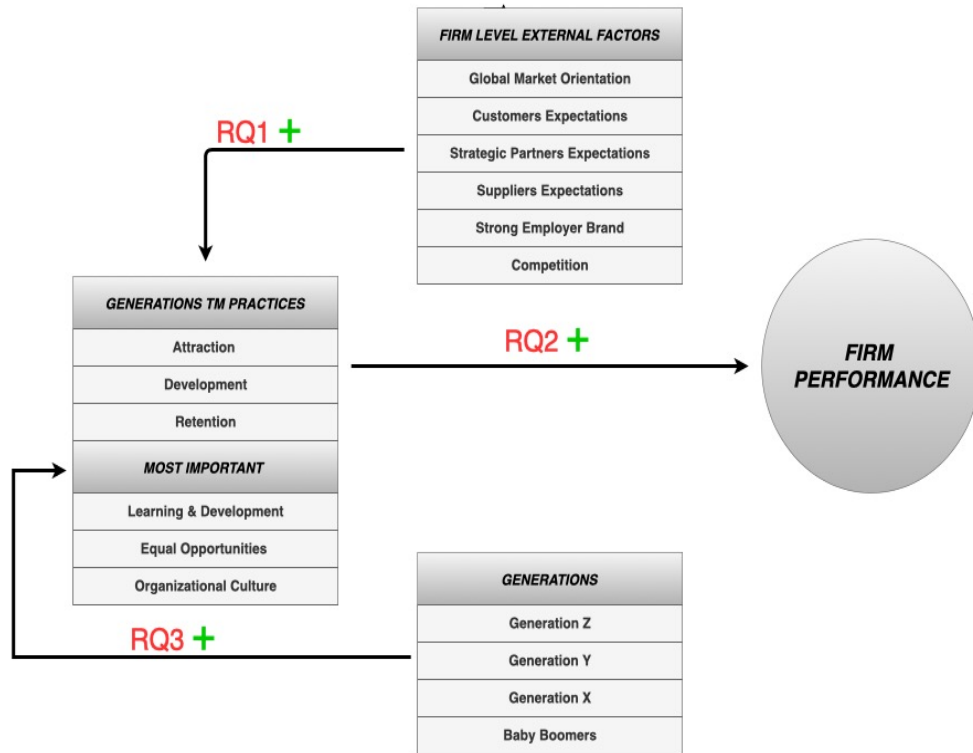 FIRM LEVEL EXTERNAL FACTORS
Global Market Orientation
Customers Expectations
Strategic Partners Expectations
Suppliers Expectations
Strong Employer Brand
Competition
RQ1 +
GENERATIONS TM PRACTICES
Attraction
Development
Retention
MOST IMPORTANT
Learning & Development
Equal Opportunities
Organizational Culture
RQ2 +
FIRM
PERFORMANCE
RQ3 +
GENERATIONS
Generation Z
Generation Y
Generation X
Baby Boomers